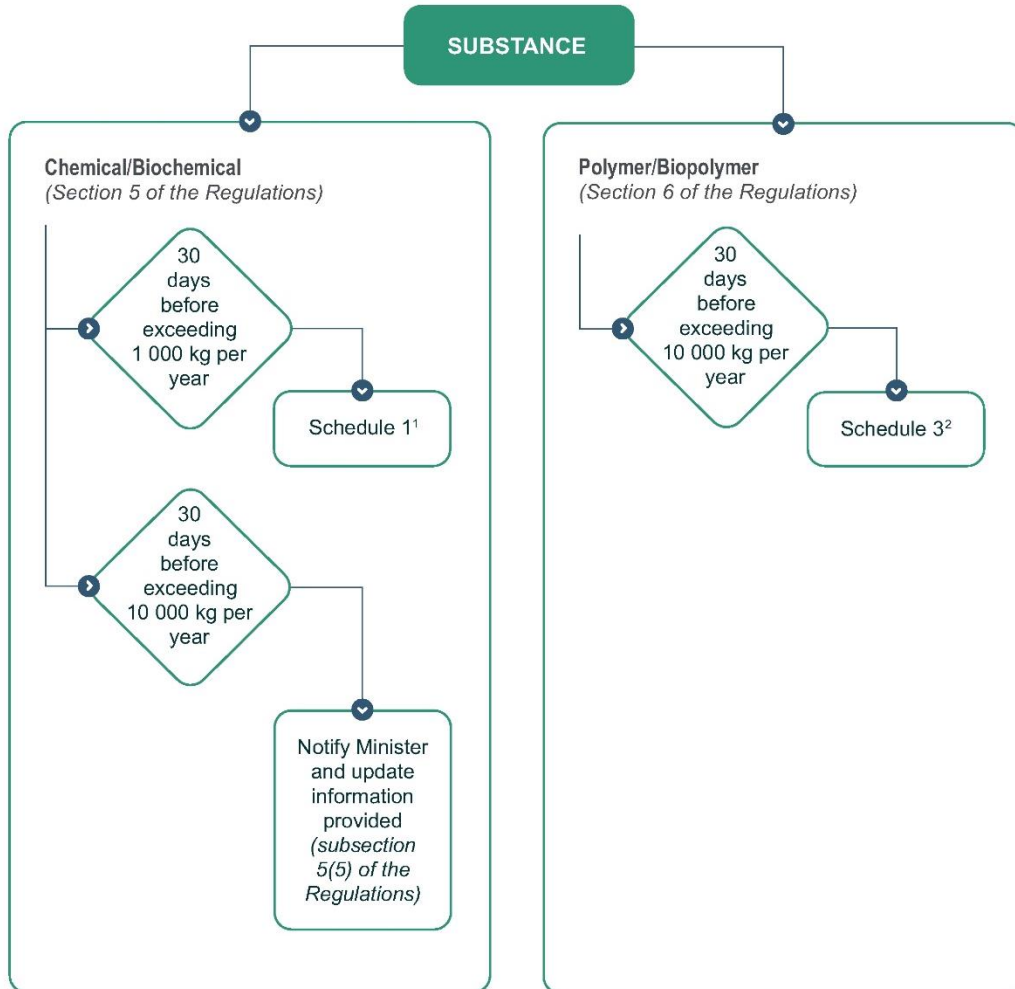 SUBSTANCE
Chemical/Biochemical
(Section 5 of the Regulations)
30
days
before
exceeding
1 000 kg per
year
Schedule 1¹
30
days
before
exceeding
10 000 kg per
year
Notify Minister
and update
information
provided
(subsection
5(5) of the
Regulations)
Polymer/Biopolymer
(Section 6 of the Regulations)
30
days
before
exceeding
10 000 kg per
year
Schedule 3²